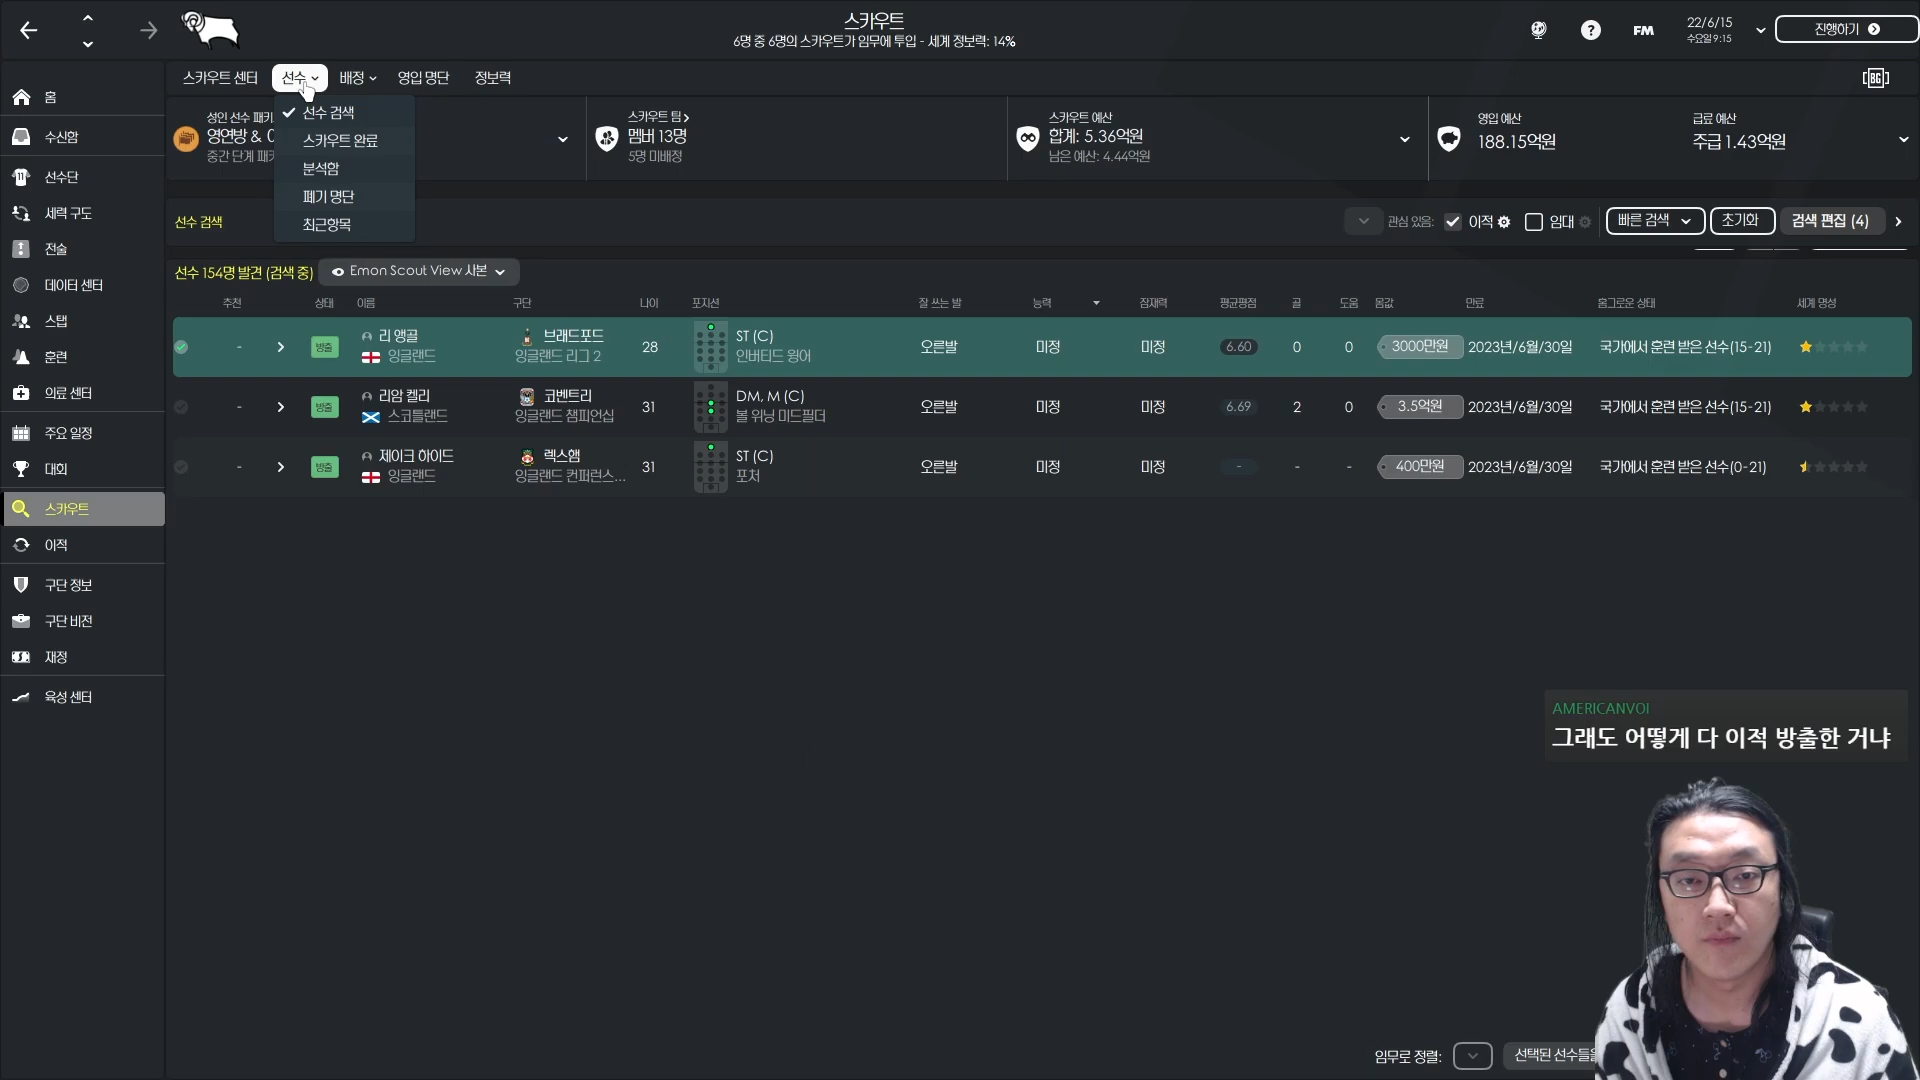 스카우트
6명 중 6명의 스카우트가 임무에 투입 - 세계 정보력: 14%
FM
22/6/15
수요일 9:15
진행하기
스카우트 센터
선수
배정
영입 명단
정보력
선수 검색
스카우트 완료
분석함
폐기 명단
최근항목
홈
수신함
선수단
세력 구도
전술
데이터 센터
스탭
훈련
의료 센터
주요 일정
대회
스카우트
이적
구단 정보
구단 비전
재정
육성 센터
성인 선수 패키
영연방 &
중간 단계 패키
스카우트 팀
멤버 13명
5명 미배정
스카우트 예산
합계: 5.36억원
남은 예산: 4.44억원
영입 예산
188.15억원
급료 예산
주급 1.43억원
선수 검색
관심 있음:
이적
임대
빠른 검색
초기화
검색 편집 (4)
선수 154명 발견 (검색 중)
Emon Scout View 사본
추천 상태 이름 구단 나이 포지션 잘 쓰는 발 능력 잠재력 평균평점 골 도움 몸값 만료 홈그로운 상태 세계 명성
- 방출 리 앵골 브래드포드 28 ST (C) 오른발 미정 미정 6.60 0 0 3000만원 2023년/6월/30일 국가에서 훈련 받은 선수(15-21)
잉글랜드 잉글랜드 리그 2 인버티드 윙어
- 방출 리암 켈리 코벤트리 31 DM, M (C) 오른발 미정 미정 6.69 2 0 3.5억원 2023년/6월/30일 국가에서 훈련 받은 선수(15-21)
스코틀랜드 잉글랜드 챔피언십 볼 위닝 미드필더
- 방출 제이크 하이드 렉스햄 31 ST (C) 오른발 미정 미정 - - - 400만원 2023년/6월/30일 국가에서 훈련 받은 선수(0-21)
잉글랜드 잉글랜드 컨퍼런스... 포처
AMERICANVOI
그래도 어떻게 다 이적 방출한 거냐
임무로 정렬:
선택된 선수들을